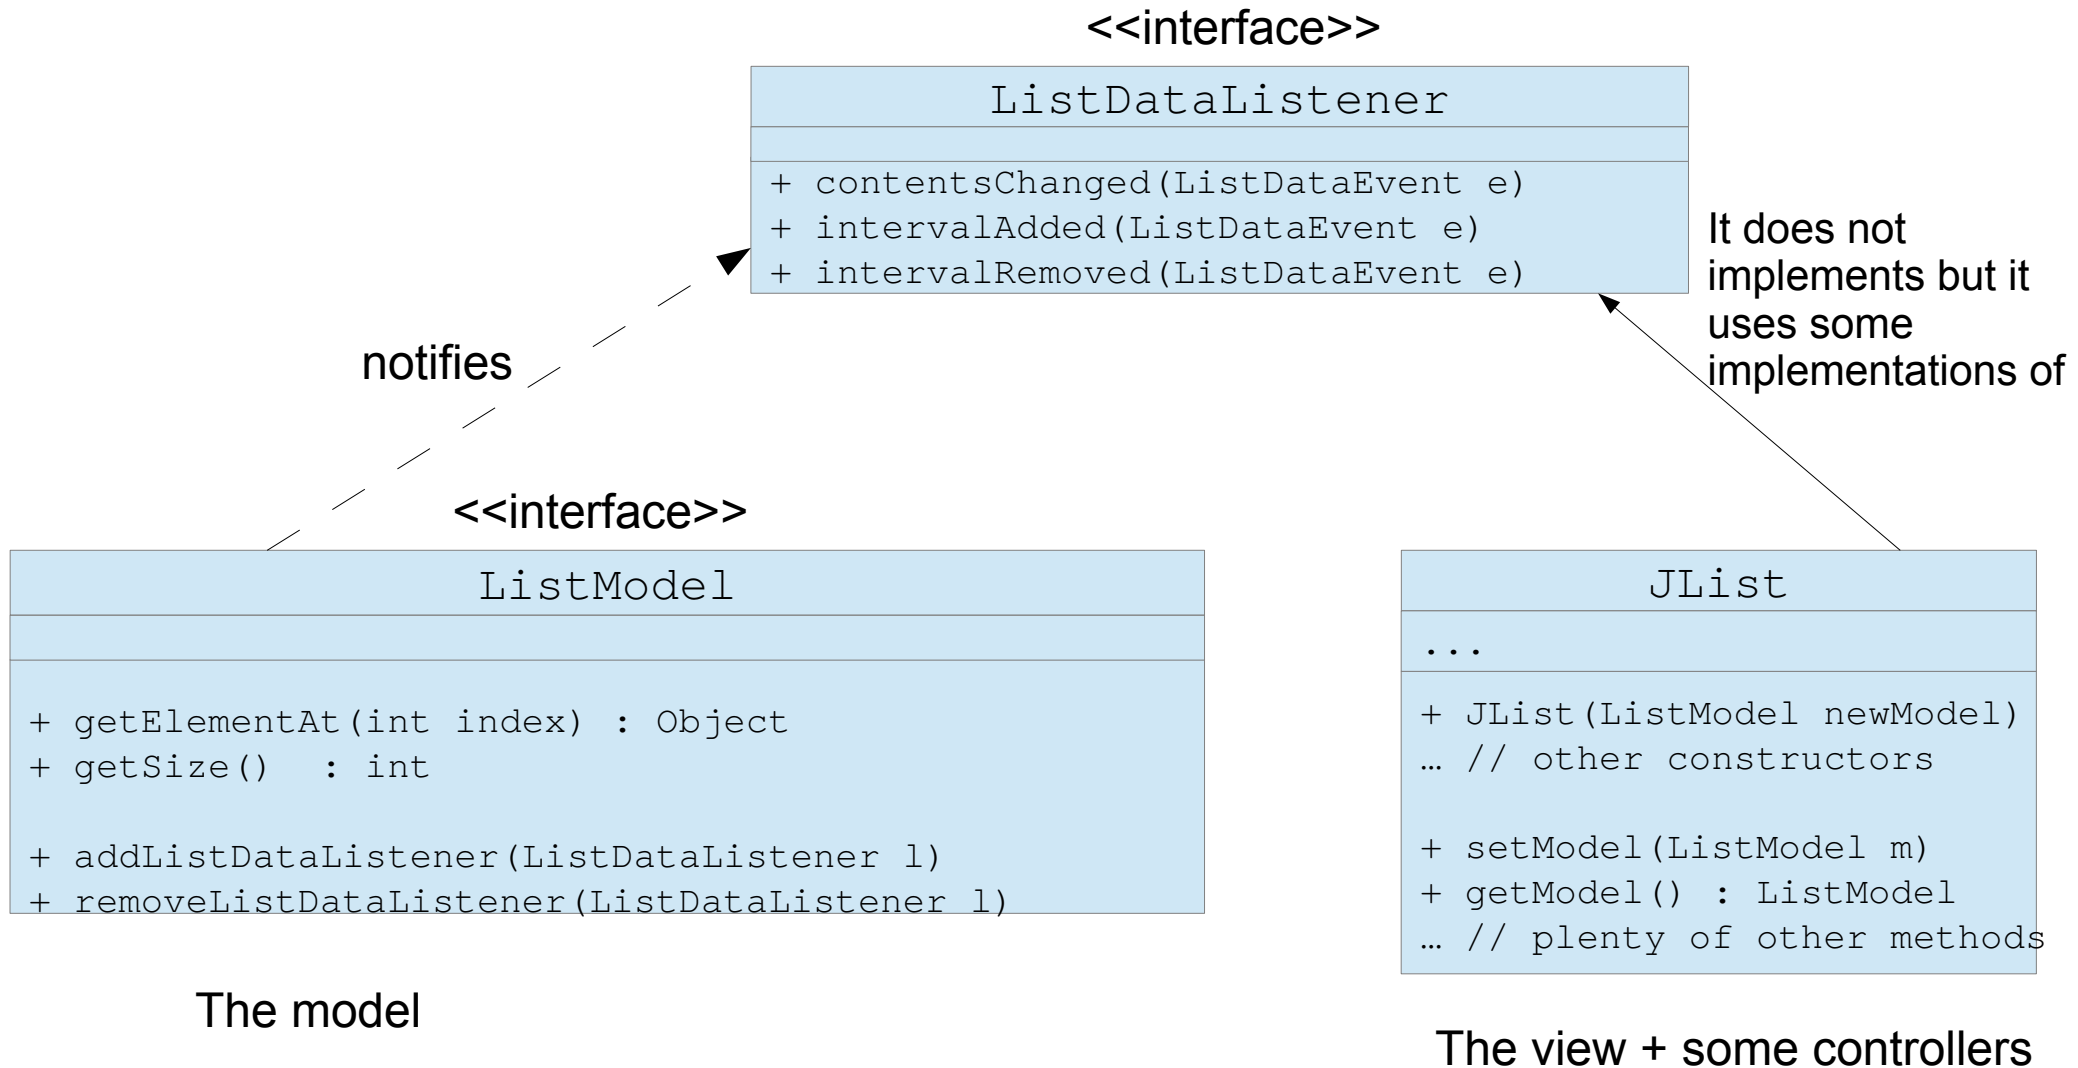 <<interface>>
ListDataListener
+ contentsChanged(ListDataEvent e)
+ intervalAdded(ListDataEvent e)
+ intervalRemoved(ListDataEvent e)
It does not
implements but it
uses some
implementations of
notifies
<<interface>>
ListModel
+ getElementAt(int index) : Object
+ getSize()  : int
+ addListDataListener(ListDataListener l)
+ removeListDataListener(ListDataListener l)
The model
JList
...
+ JList(ListModel newModel)
… // other constructors
+ setModel(ListModel m)
+ getModel() : ListModel
… // plenty of other methods
The view + some controllers